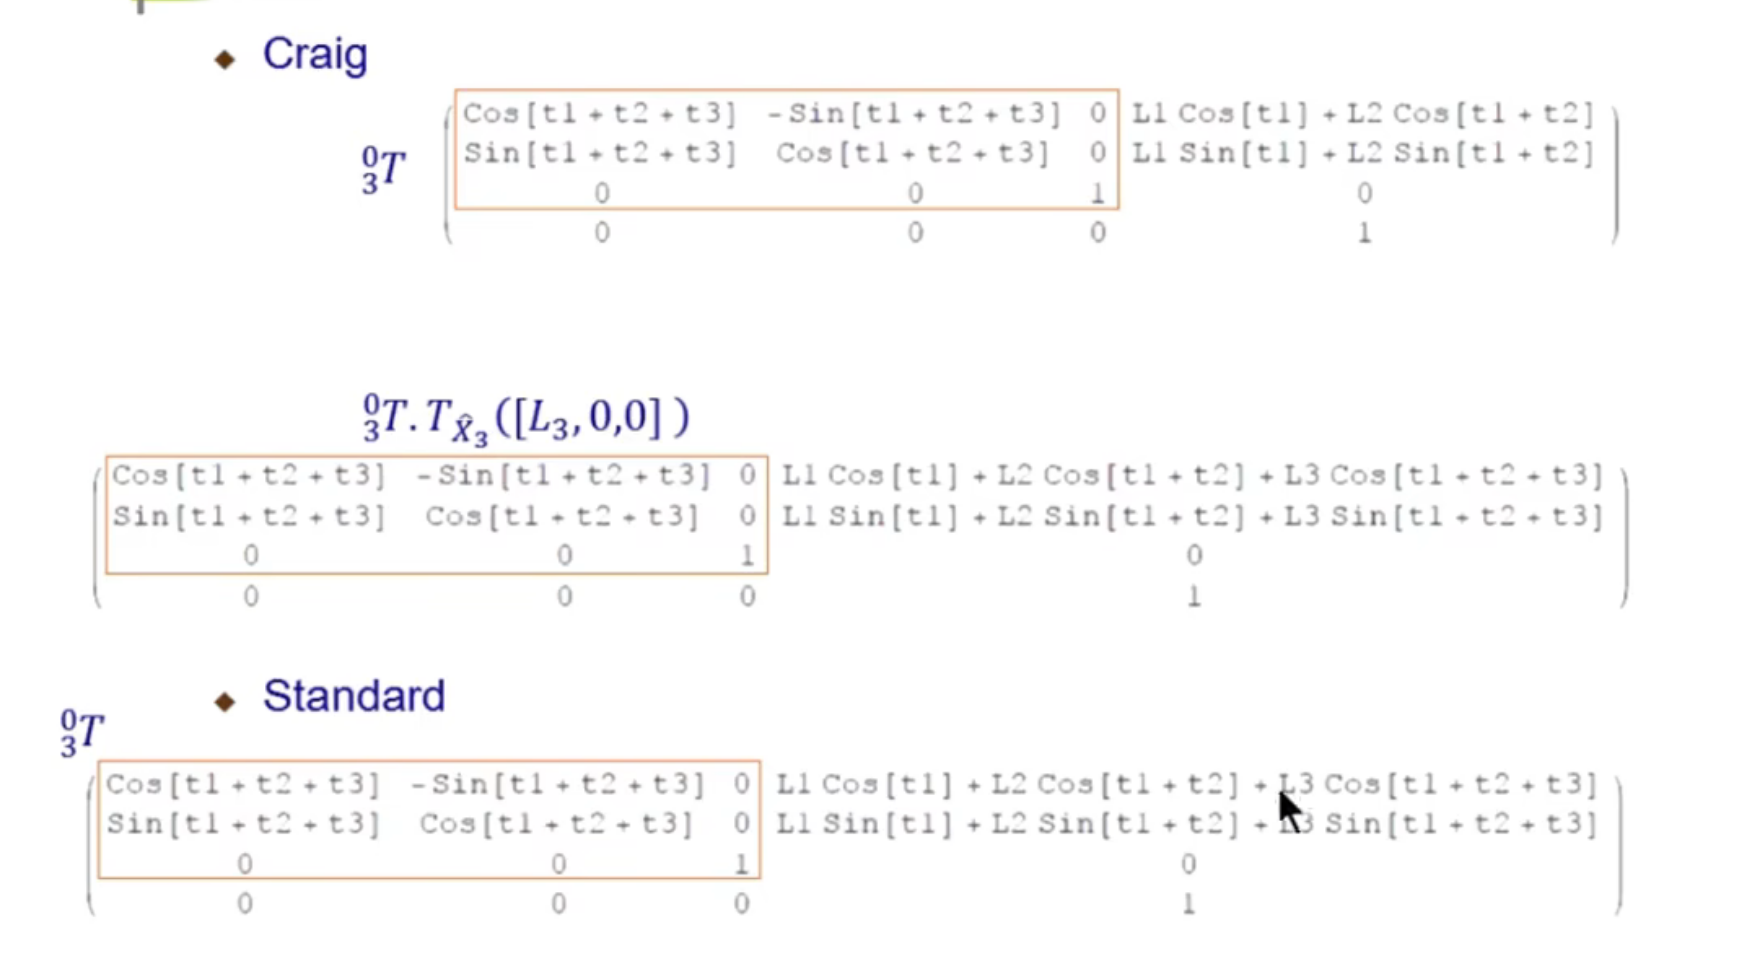 Craig
⁰₃T
Cos[t1 + t2 + t3] -Sin[t1 + t2 + t3] 0 L1 Cos[t1] + L2 Cos[t1 + t2]
Sin[t1 + t2 + t3] Cos[t1 + t2 + t3] 0 L1 Sin[t1] + L2 Sin[t1 + t2]
0 0 1 0
0 0 0 1
⁰₃T.T_X̂₃([L₃,0,0])
Cos[t1 + t2 + t3] -Sin[t1 + t2 + t3] 0 L1 Cos[t1] + L2 Cos[t1 + t2] + L3 Cos[t1 + t2 + t3]
Sin[t1 + t2 + t3] Cos[t1 + t2 + t3] 0 L1 Sin[t1] + L2 Sin[t1 + t2] + L3 Sin[t1 + t2 + t3]
0 0 1 0
0 0 0 1
Standard
⁰₃T
Cos[t1 + t2 + t3] -Sin[t1 + t2 + t3] 0 L1 Cos[t1] + L2 Cos[t1 + t2] + L3 Cos[t1 + t2 + t3]
Sin[t1 + t2 + t3] Cos[t1 + t2 + t3] 0 L1 Sin[t1] + L2 Sin[t1 + t2] + L3 Sin[t1 + t2 + t3]
0 0 1 0
0 0 0 1